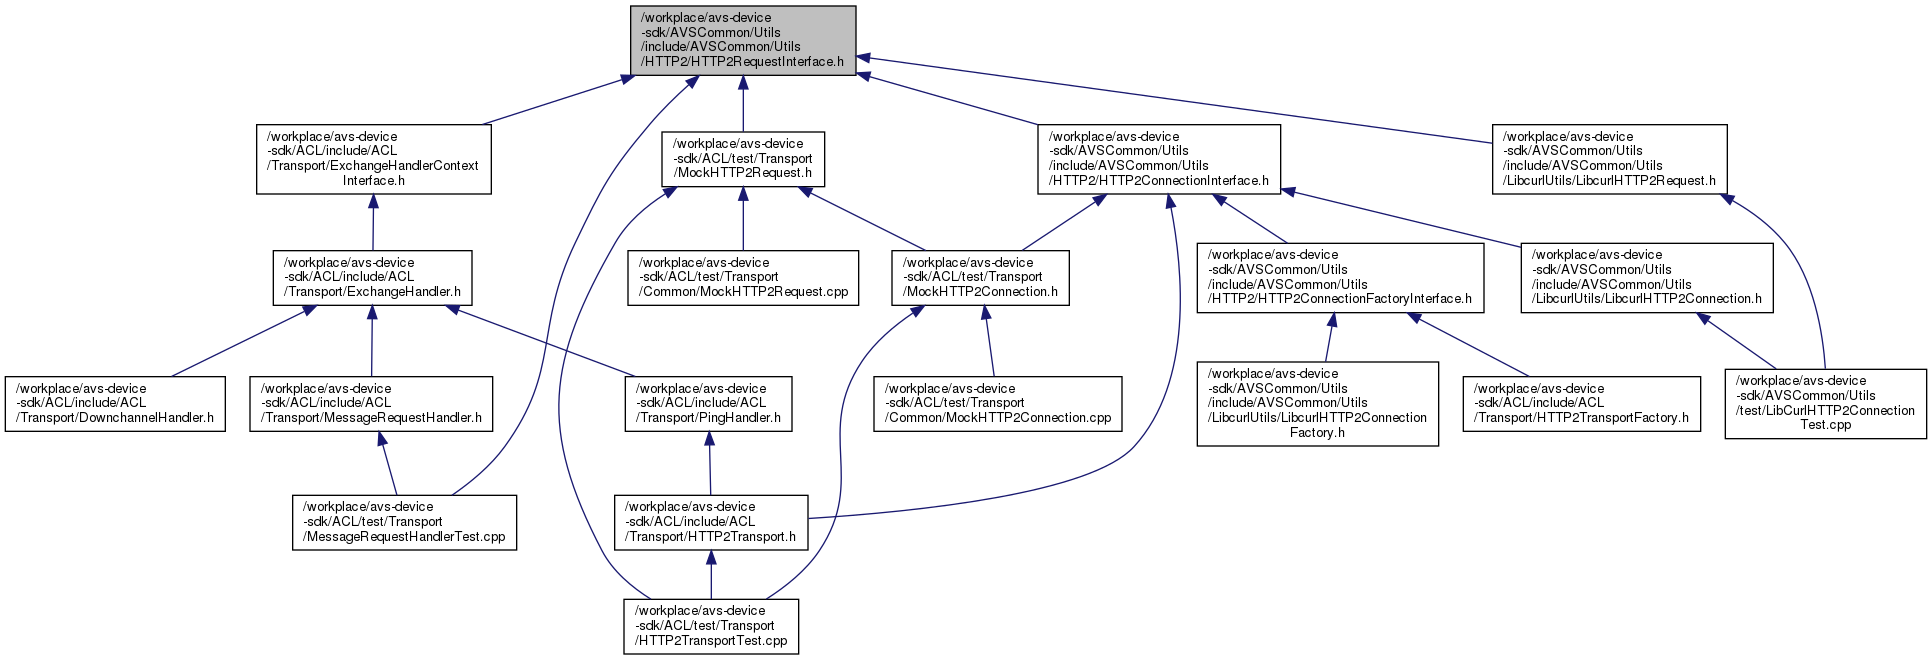 /workplace/avs-device
-sdk/AVSCommon/Utils
/include/AVSCommon/Utils
/HTTP2/HTTP2RequestInterface.h
/workplace/avs-device
-sdk/ACL/include/ACL
/Transport/ExchangeHandlerContext
Interface.h
/workplace/avs-device
-sdk/ACL/test/Transport
/MockHTTP2Request.h
/workplace/avs-device
-sdk/AVSCommon/Utils
/include/AVSCommon/Utils
/HTTP2/HTTP2ConnectionInterface.h
/workplace/avs-device
-sdk/AVSCommon/Utils
/include/AVSCommon/Utils
/LibcurlUtils/LibcurlHTTP2Request.h
/workplace/avs-device
-sdk/ACL/include/ACL
/Transport/ExchangeHandler.h
/workplace/avs-device
-sdk/ACL/test/Transport
/Common/MockHTTP2Request.cpp
/workplace/avs-device
-sdk/ACL/test/Transport
/MockHTTP2Connection.h
/workplace/avs-device
-sdk/AVSCommon/Utils
/include/AVSCommon/Utils
/HTTP2/HTTP2ConnectionFactoryInterface.h
/workplace/avs-device
-sdk/AVSCommon/Utils
/include/AVSCommon/Utils
/LibcurlUtils/LibcurlHTTP2Connection.h
/workplace/avs-device
-sdk/ACL/include/ACL
/Transport/DownchannelHandler.h
/workplace/avs-device
-sdk/ACL/include/ACL
/Transport/MessageRequestHandler.h
/workplace/avs-device
-sdk/ACL/include/ACL
/Transport/PingHandler.h
/workplace/avs-device
-sdk/ACL/test/Transport
/Common/MockHTTP2Connection.cpp
/workplace/avs-device
-sdk/AVSCommon/Utils
/include/AVSCommon/Utils
/LibcurlUtils/LibcurlHTTP2Connection
Factory.h
/workplace/avs-device
-sdk/ACL/include/ACL
/Transport/HTTP2TransportFactory.h
/workplace/avs-device
-sdk/AVSCommon/Utils
/test/LibCurlHTTP2Connection
Test.cpp
/workplace/avs-device
-sdk/ACL/test/Transport
/MessageRequestHandlerTest.cpp
/workplace/avs-device
-sdk/ACL/include/ACL
/Transport/HTTP2Transport.h
/workplace/avs-device
-sdk/ACL/test/Transport
/HTTP2TransportTest.cpp